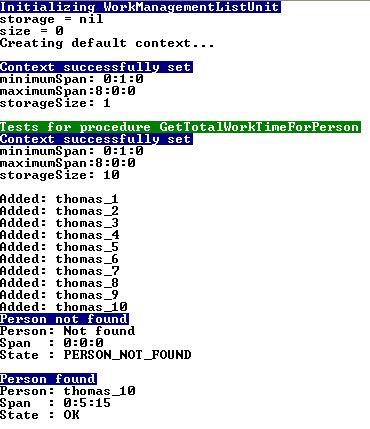 Initializing WorkManagementListUnit
storage = nil
size = 0
Creating default context...
Context successfully set
minimumSpan: 0:1:0
maximumSpan:8:0:0
storageSize: 1
Tests for procedure GetTotalWorkTimeForPerson
Context successfully set
minimumSpan: 0:1:0
maximumSpan:8:0:0
storageSize: 10
Added: thomas_1
Added: thomas_2
Added: thomas_3
Added: thomas_4
Added: thomas_5
Added: thomas_6
Added: thomas_7
Added: thomas_8
Added: thomas_9
Added: thomas_10
Person not found
Person: Not found
Span  : 0:0:0
State : PERSON_NOT_FOUND
Person found
Person: thomas_10
Span  : 0:5:15
State : OK